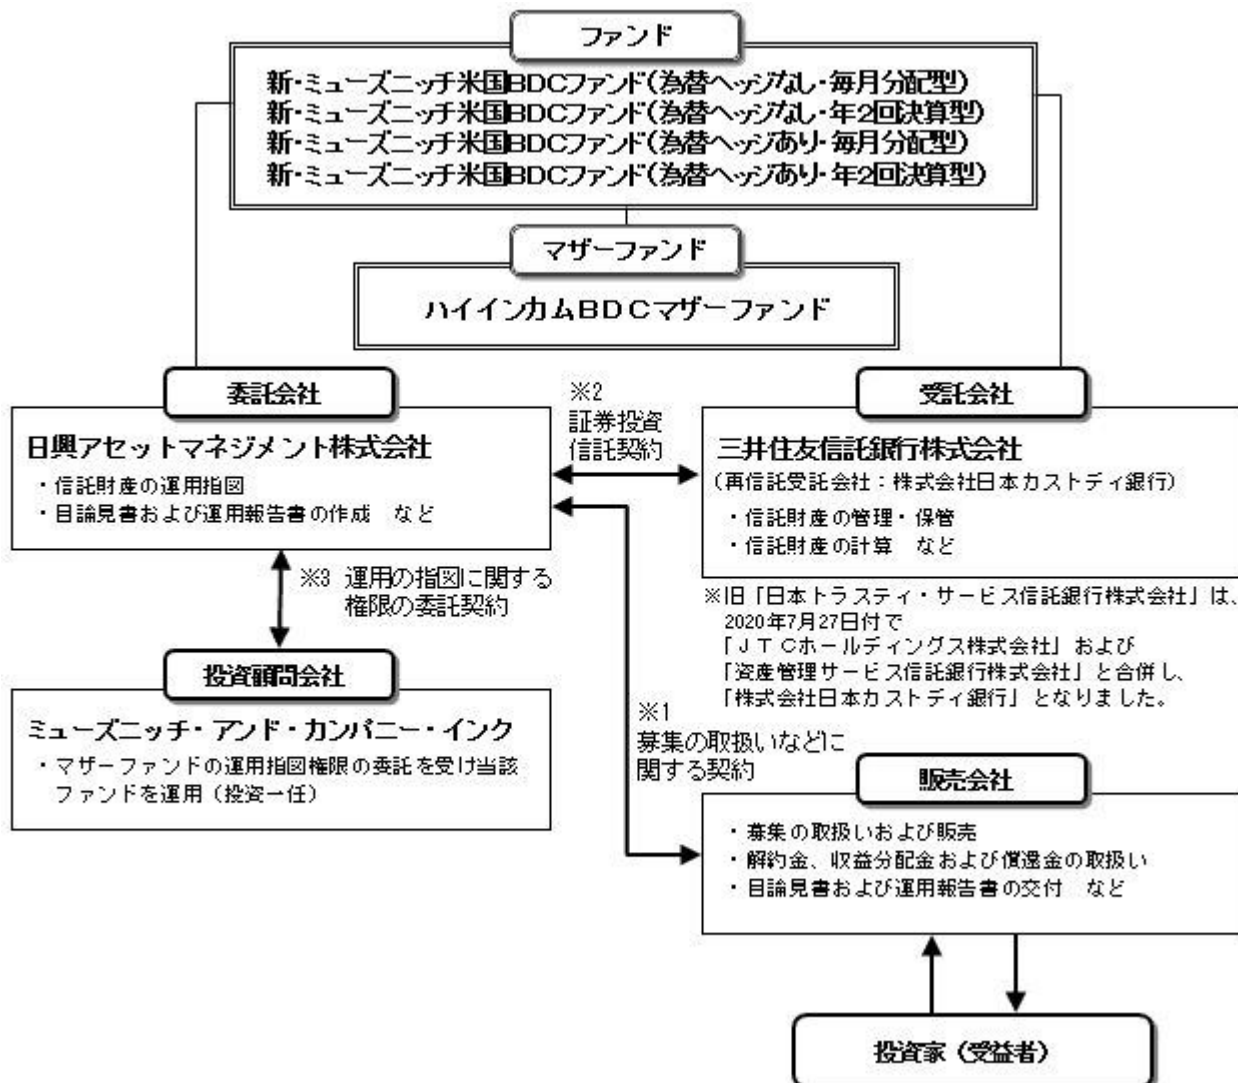 ファンド
新・ミューズニッチ米国BDCファンド(為替ヘッジなし・毎月分配型)
新・ミューズニッチ米国BDCファンド(為替ヘッジなし・年2回決算型)
新・ミューズニッチ米国BDCファンド(為替ヘッジあり・毎月分配型)
新・ミューズニッチ米国BDCファンド(為替ヘッジあり・年2回決算型)
マザーファンド
ハイインカムBDCマザーファンド
委託会社
日興アセットマネジメント株式会社
・信託財産の運用指図
・目論見書および運用報告書の作成 など
※2
証券投資
信託契約
受託会社
三井住友信託銀行株式会社
(再信託受託会社：株式会社日本カストディ銀行)
・信託財産の管理・保管
・信託財産の計算 など
※旧「日本トラスティ・サービス信託銀行株式会社」は、
2020年7月27日付で
「JTCホールディングス株式会社」および
「資産管理サービス信託銀行株式会社」と合併し、
「株式会社日本カストディ銀行」となりました。
※3 運用の指図に関する
権限の委託契約
投資顧問会社
ミューズニッチ・アンド・カンパニー・インク
・マザーファンドの運用指図権限の委託を受け当該
ファンドを運用（投資一任）
※1
募集の取扱いなどに
関する契約
販売会社
・募集の取扱いおよび販売
・解約金、収益分配金および償還金の取扱い
・目論見書および運用報告書の交付 など
投資家（受益者）